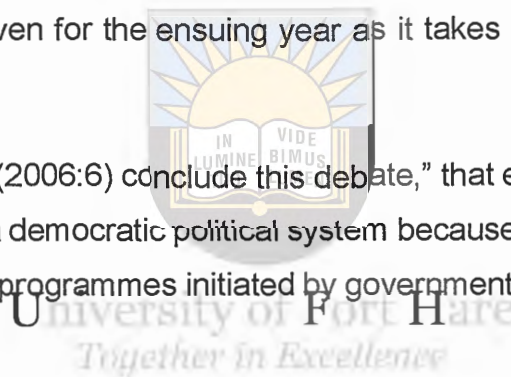 ven for the ensuing year as it takes
IN VIDE
LUMINE BIMUS
(2006:6) conclude this debate,” that e
democratic political system because
programmes initiated by government
University of Fort Hare
Together in Excellence